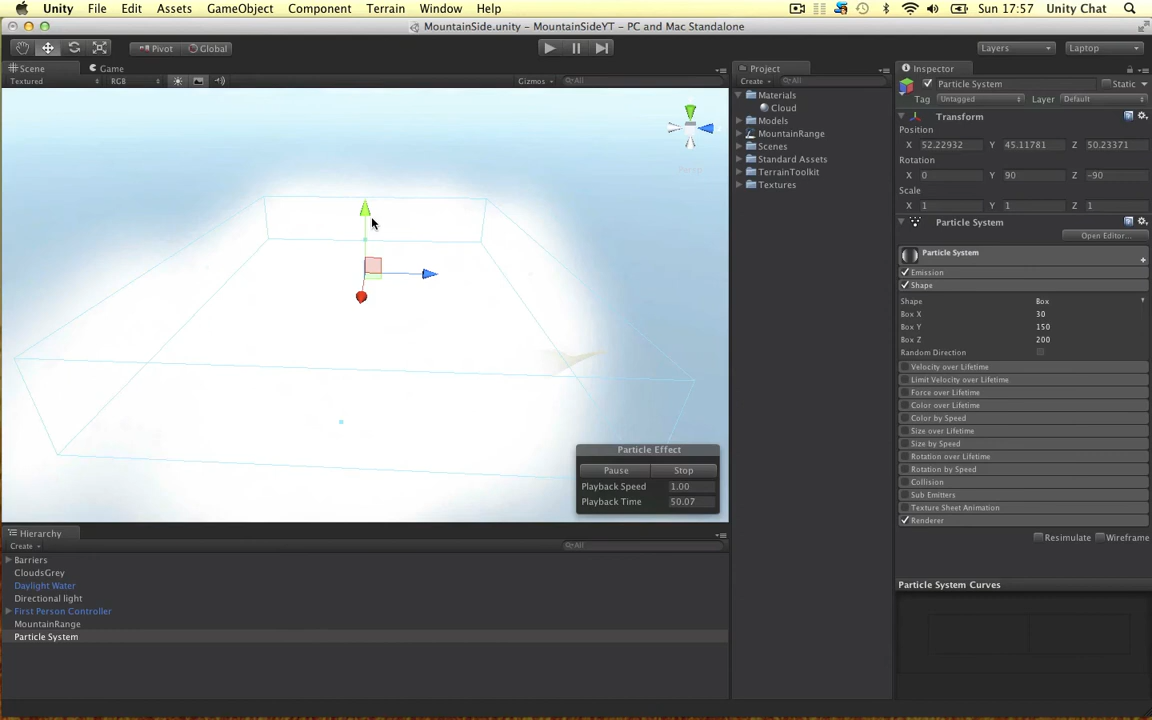 Unity File Edit Assets GameObject Component Terrain Window Help Sun 17:57 Unity Chat
MountainSide.unity - MountainSideYT - PC and Mac Standalone
Pivot Global Layers Laptop
Scene Game
Textured RGB Gizmos All
Project
Create All
Materials
Cloud
Models
MountainRange
Scenes
Standard Assets
TerrainToolkit
Textures
Inspector
Particle System Static
Tag Untagged Layer Default
Transform
Position
X 52.22932 Y 45.11781 Z 50.23371
Rotation
X 0 Y 90 Z -90
Scale
X 1 Y 1 Z 1
Particle System
Open Editor...
Particle System
Emission
Shape
Shape Box
Box X 30
Box Y 150
Box Z 200
Random Direction
Velocity over Lifetime
Limit Velocity over Lifetime
Force over Lifetime
Color over Lifetime
Color by Speed
Size over Lifetime
Size by Speed
Rotation over Lifetime
Rotation by Speed
Collision
Sub Emitters
Texture Sheet Animation
Renderer
Resimulate Wireframe
Particle System Curves
Particle Effect
Pause Stop
Playback Speed 1.00
Playback Time 50.07
Hierarchy
Create All
Barriers
CloudsGrey
Daylight Water
Directional light
First Person Controller
MountainRange
Particle System